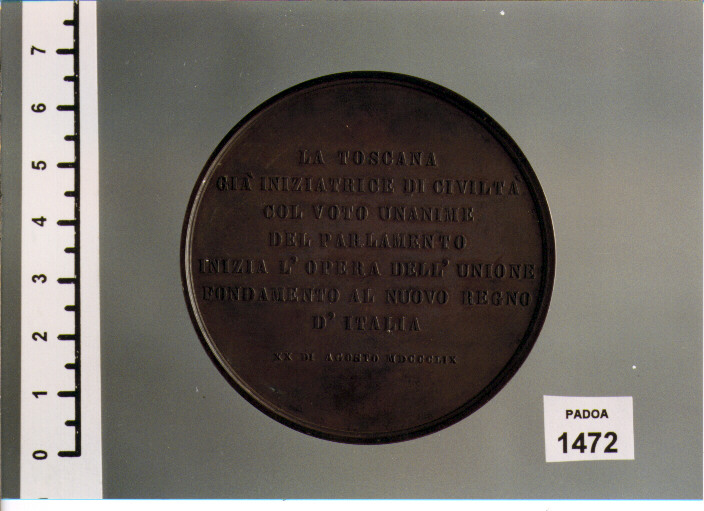 LA TOSCANA
GIÀ INIZIATRICE DI CIVILTÀ
COL VOTO UNANIME
DEL PARLAMENTO
INIZIA L' OPERA DELL' UNIONE
FONDAMENTO AL NUOVO REGNO
D' ITALIA
XX DI AGOSTO MDCCCLIX
7
6
5
4
3
2
1
0
PADOA
1472